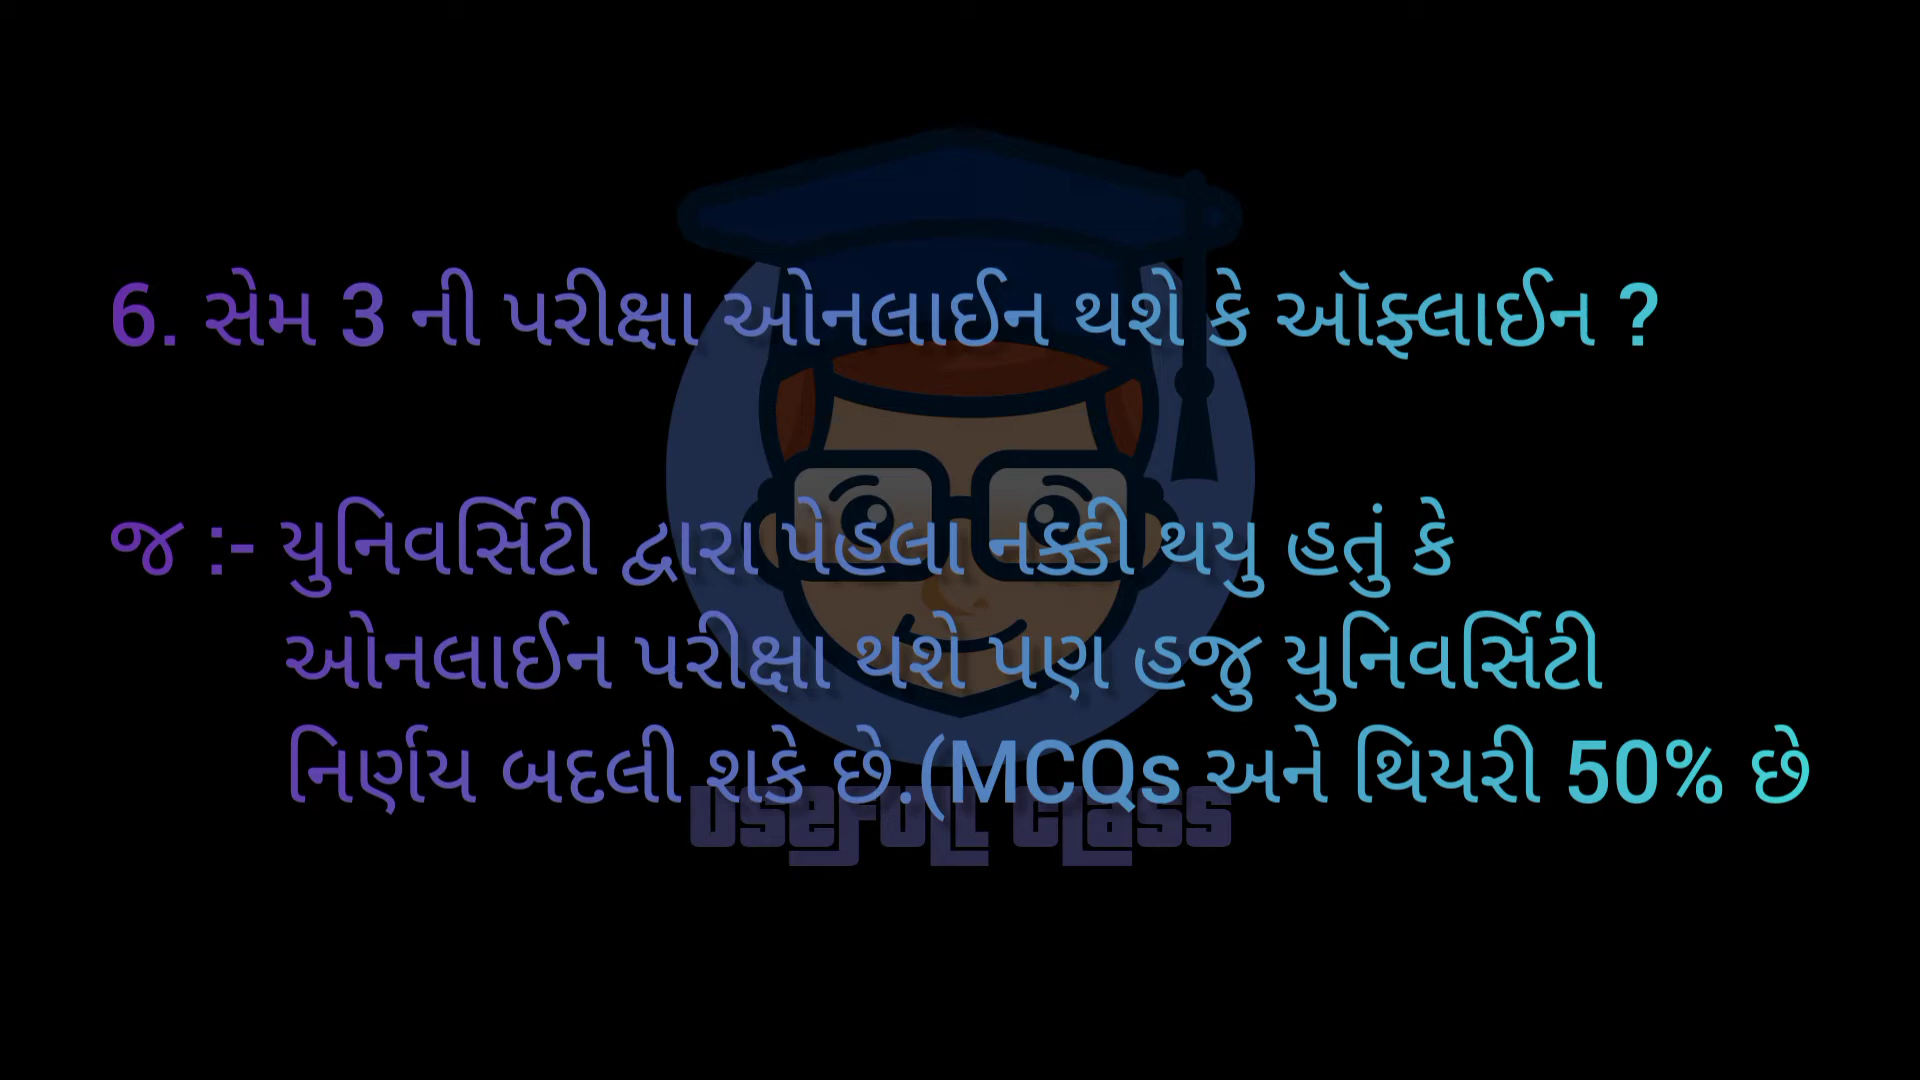 6. સેમ 3 ની પરીક્ષા ઓનલાઈન થશે કે ઑફ્લાઈન ?
જ :- યુનિવર્સિટી દ્વારા પેહલા નક્કી થયુ હતું કે
ઓનલાઈન પરીક્ષા થશે પણ હજુ યુનિવર્સિટી
નિર્ણય બદલી શકે છે.(MCQs અને થિયરી 50% છે
USEFULL CLASS